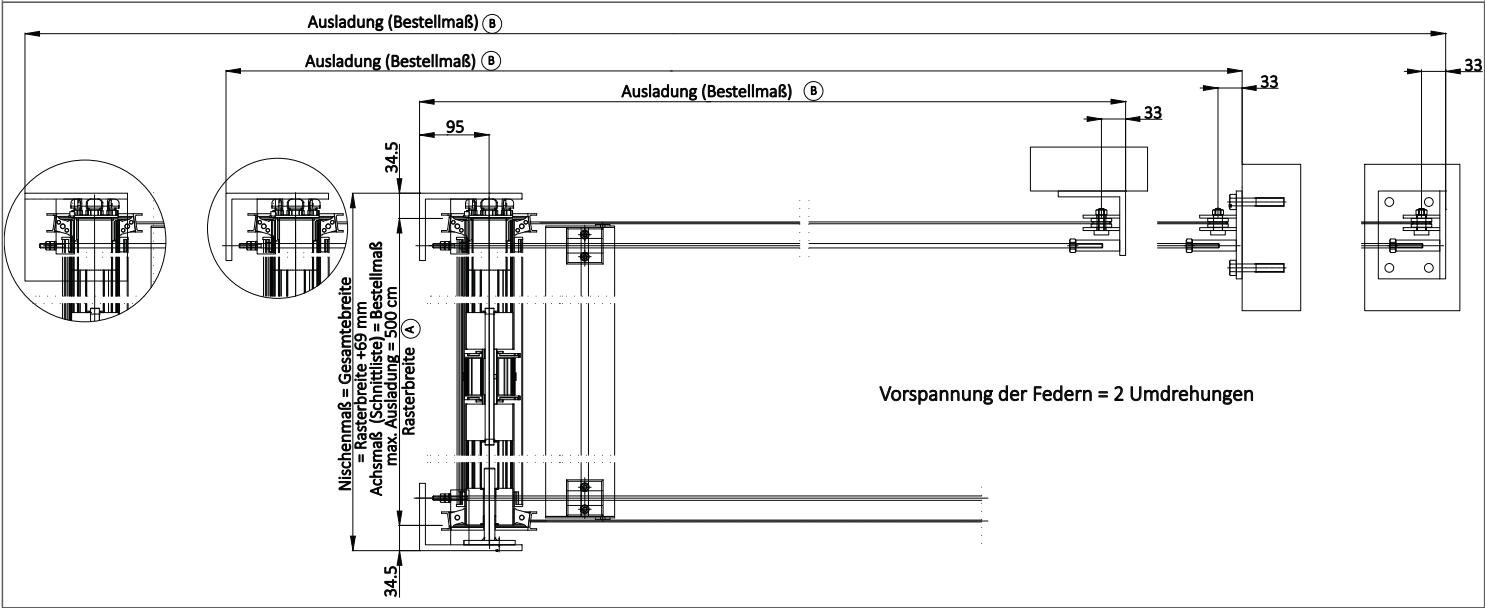 Ausladung (Bestellmaß) B
Ausladung (Bestellmaß) B
Ausladung (Bestellmaß) B
33
33
33
95
34.5
Nischenmaß = Gesamtebreite
= Rasterbreite +69 mm
Achsmaß (Schnittliste) = Bestellmaß
max. Ausladung = 500 cm
Rasterbreite A
Vorspannung der Federn = 2 Umdrehungen
34.5